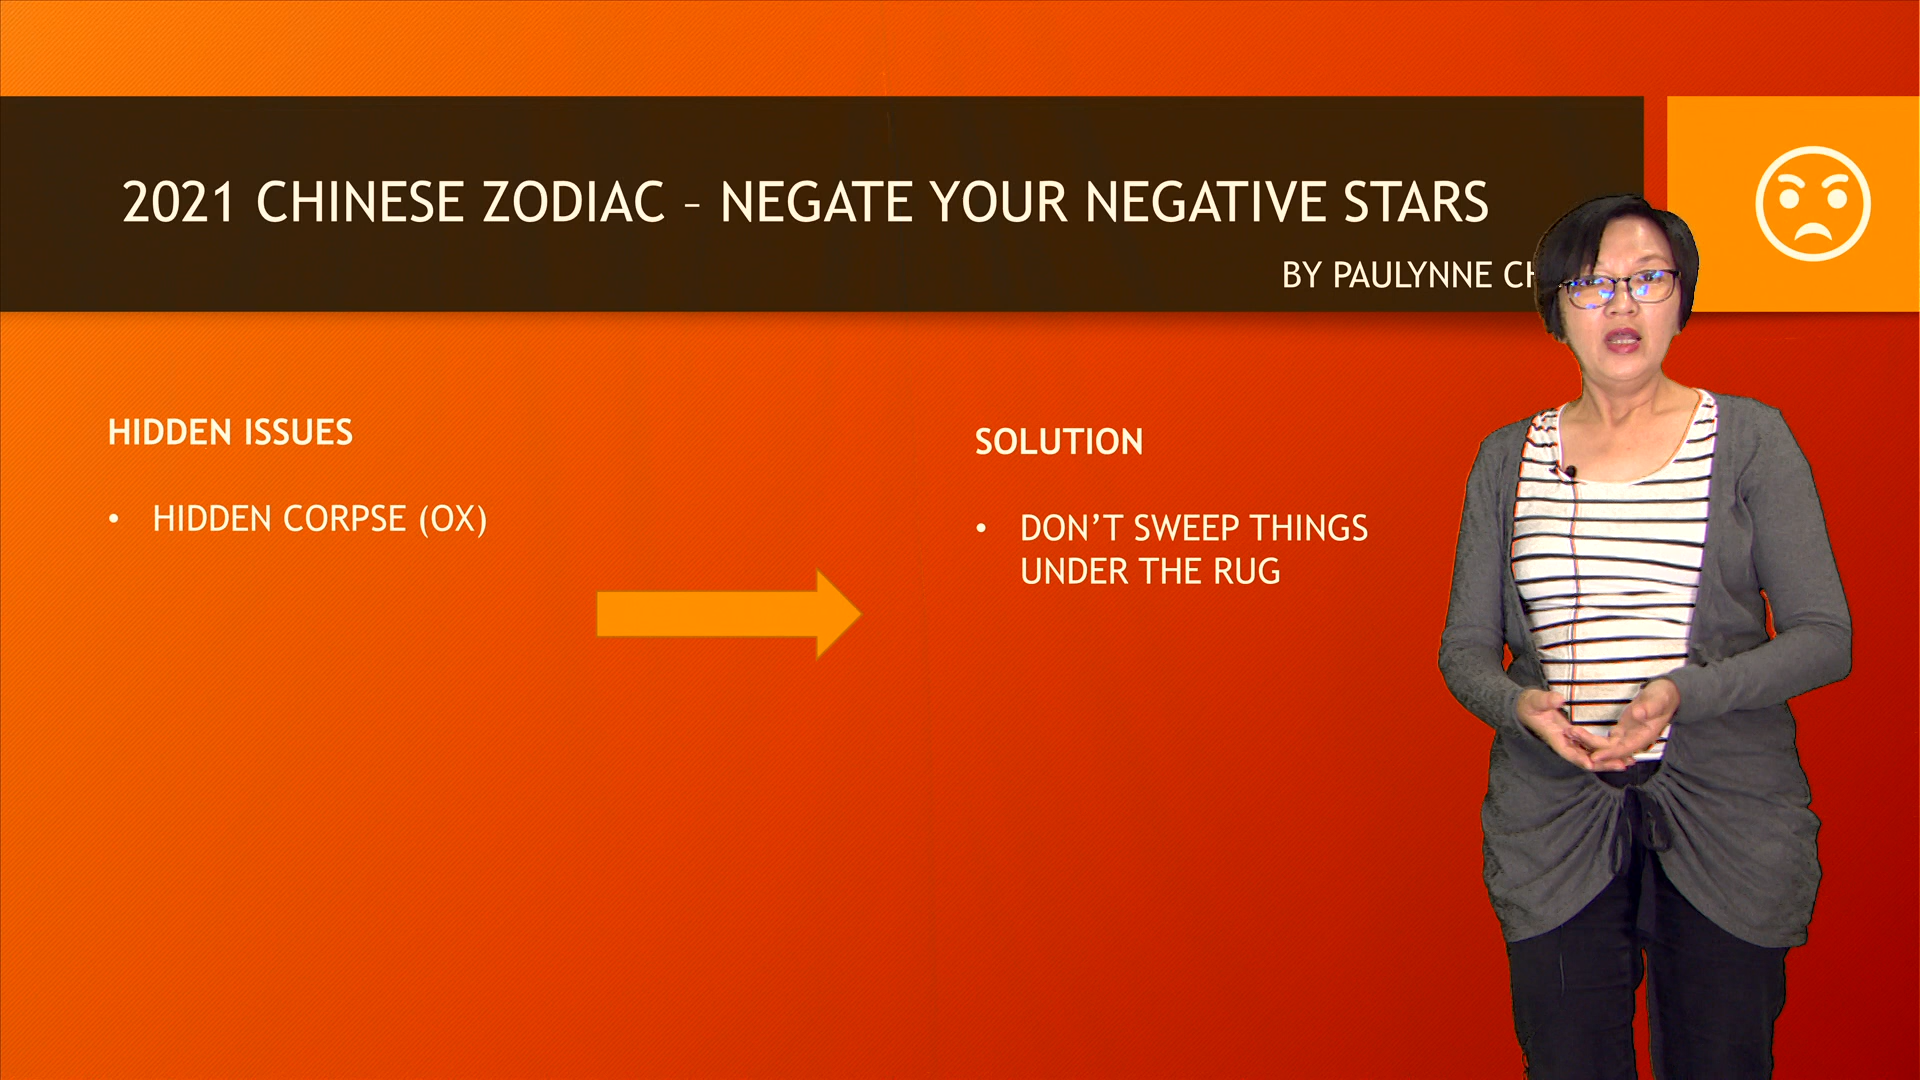 2021 CHINESE ZODIAC – NEGATE YOUR NEGATIVE STARS
BY PAULYNNE
HIDDEN ISSUES
• HIDDEN CORPSE (OX)
SOLUTION
• DON’T SWEEP THINGS
UNDER THE RUG